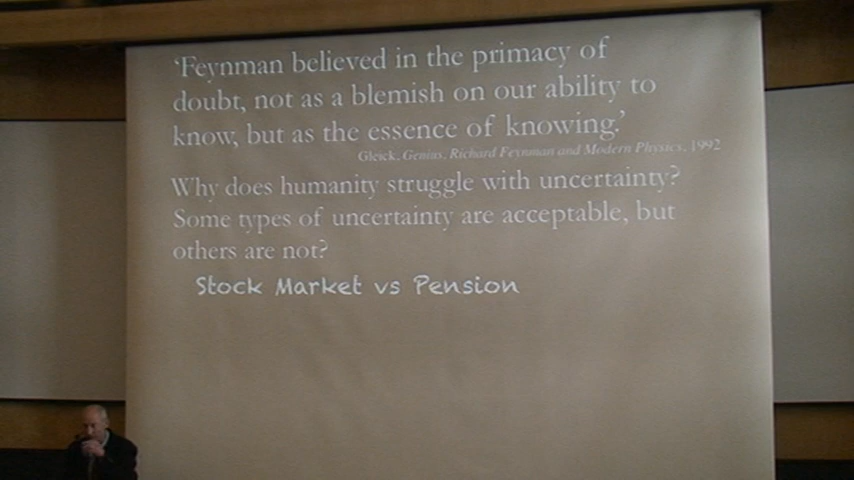 ‘Feynman believed in the primacy of
doubt, not as a blemish on our ability to
know, but as the essence of knowing.’
Gleick, Genius, Richard Feynman and Modern Physics, 1992
Why does humanity struggle with uncertainty?
Some types of uncertainty are acceptable, but
others are not?
Stock Market vs Pension